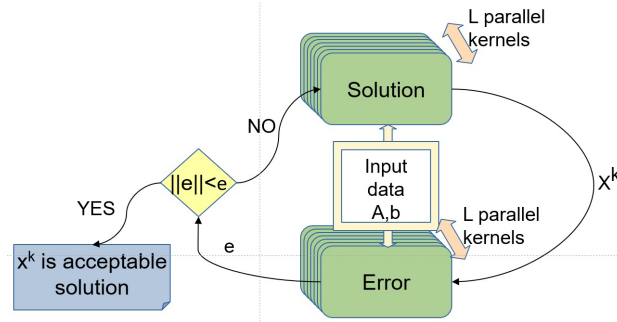 L parallel
kernels
Solution
NO
Input
data
A,b
||e||<e
X^k
YES
L parallel
kernels
x^k is acceptable
solution
e
Error